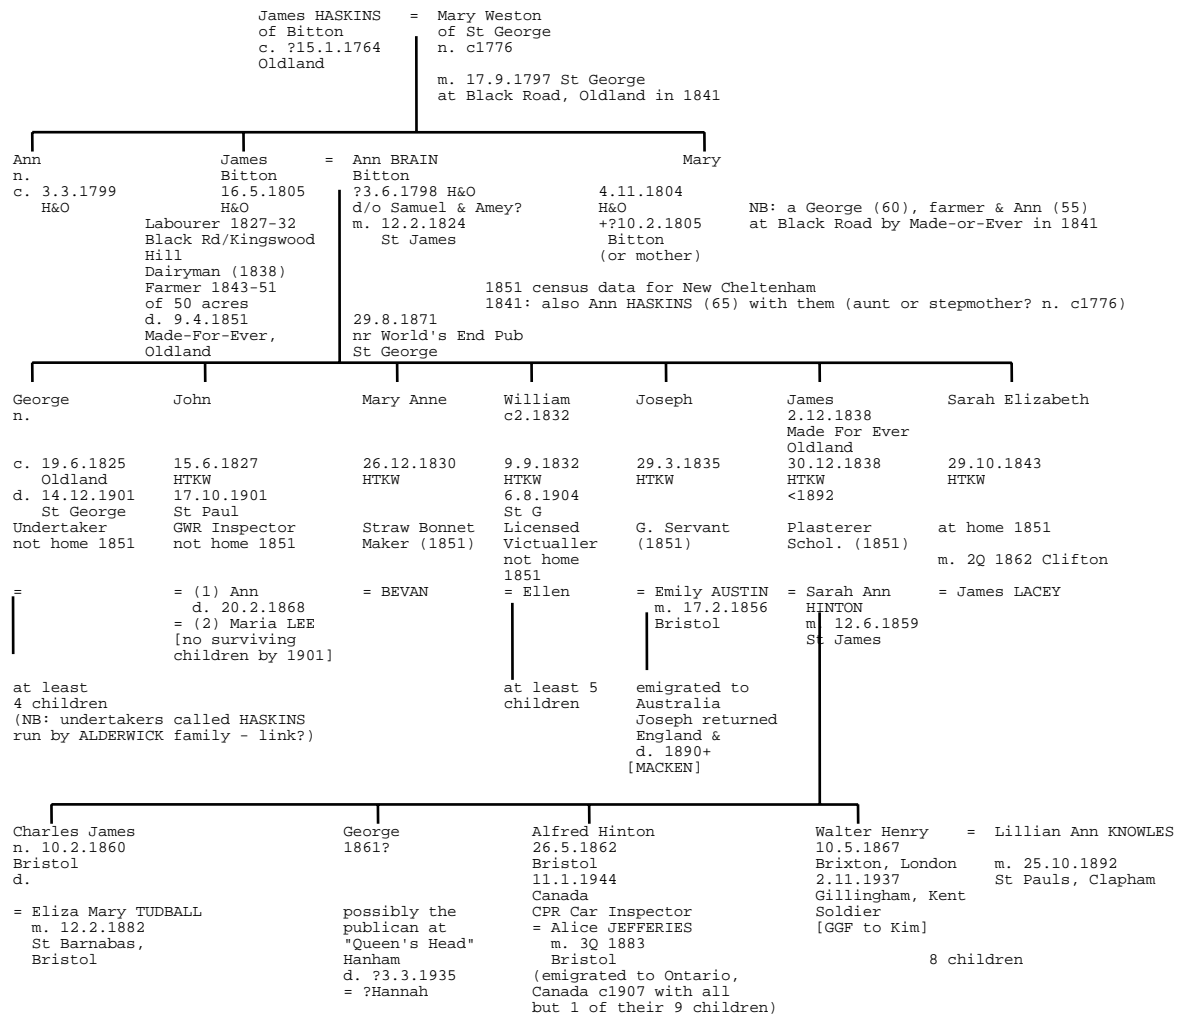 James HASKINS = Mary Weston
of Bitton of St George
c. ?15.1.1764 n. c1776
Oldland
m. 17.9.1797 St George
at Black Road, Oldland in 1841
Ann James = Ann BRAIN Mary
n. Bitton Bitton
c. 3.3.1799 16.5.1805 ?3.6.1798 H&O 4.11.1804
H&O H&O d/o Samuel & Amey? H&O NB: a George (60), farmer & Ann (55)
Labourer 1827-32 m. 12.2.1824 +?10.2.1805 at Black Road by Made-or-Ever in 1841
Black Rd/Kingswood St James Bitton
Hill (or mother)
Dairyman (1838)
Farmer 1843-51 1851 census data for New Cheltenham
of 50 acres 1841: also Ann HASKINS (65) with them (aunt or stepmother? n. c1776)
d. 9.4.1851 29.8.1871
Made-For-Ever, nr World's End Pub
Oldland St George
George John Mary Anne William Joseph James Sarah Elizabeth
n. c2.1832 2.12.1838
Made For Ever
Oldland
c. 19.6.1825 15.6.1827 26.12.1830 9.9.1832 29.3.1835 30.12.1838 29.10.1843
Oldland HTKW HTKW HTKW HTKW HTKW HTKW
d. 14.12.1901 17.10.1901 6.8.1904 <1892
St George St Paul St G
Undertaker GWR Inspector Straw Bonnet Licensed G. Servant Plasterer at home 1851
not home 1851 not home 1851 Maker (1851) Victualler (1851) Schol. (1851)
not home m. 2Q 1862 Clifton
1851
= = (1) Ann = BEVAN = Ellen = Emily AUSTIN = Sarah Ann = James LACEY
d. 20.2.1868 m. 17.2.1856 HINTON
= (2) Maria LEE Bristol m. 12.6.1859
[no surviving St James
children by 1901]
at least at least 5 emigrated to
4 children children Australia
(NB: undertakers called HASKINS Joseph returned
run by ALDERWICK family - link?) England &
d. 1890+
[MACKEN]
Charles James George Alfred Hinton Walter Henry = Lillian Ann KNOWLES
n. 10.2.1860 1861? 26.5.1862 10.5.1867
Bristol Bristol Brixton, London m. 25.10.1892
d. 11.1.1944 2.11.1937 St Pauls, Clapham
Canada Gillingham, Kent
= Eliza Mary TUDBALL possibly the CPR Car Inspector Soldier
m. 12.2.1882 publican at = Alice JEFFERIES [GGF to Kim]
St Barnabas, "Queen's Head" m. 3Q 1883
Bristol Hanham Bristol 8 children
d. ?3.3.1935 (emigrated to Ontario,
= ?Hannah Canada c1907 with all
but 1 of their 9 children)